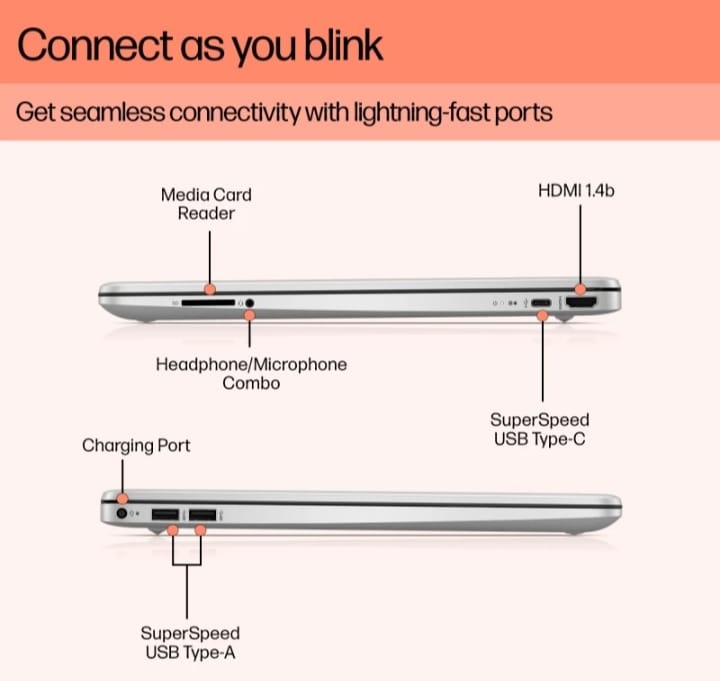 Connect as you blink
Get seamless connectivity with lightning-fast ports
Media Card
Reader
HDMI 1.4b
Headphone/Microphone
Combo
SuperSpeed
USB Type-C
Charging Port
SuperSpeed
USB Type-A